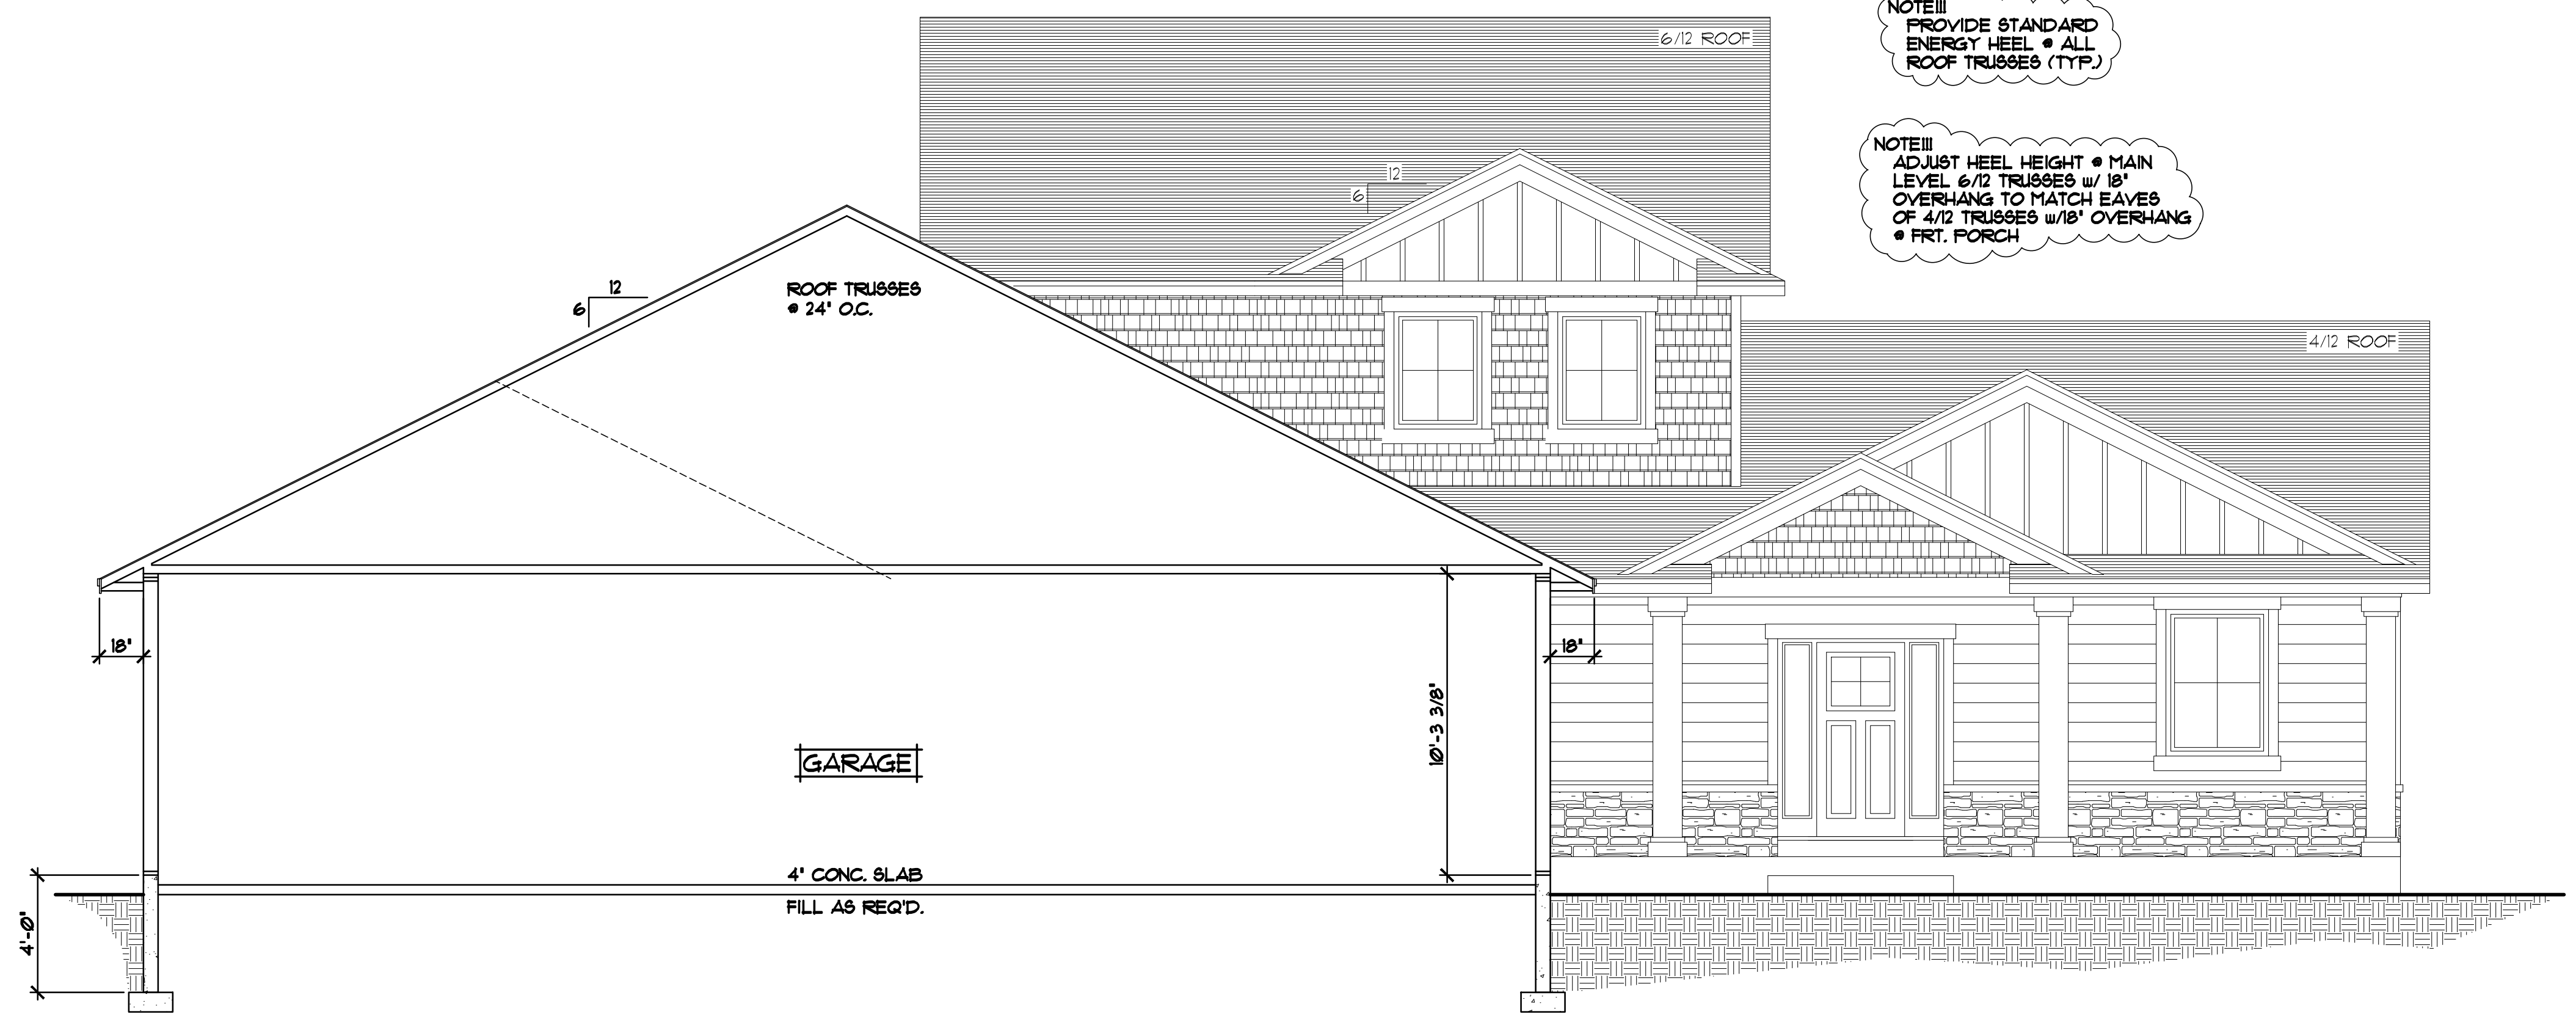 NOTE!!!
PROVIDE STANDARD
ENERGY HEEL @ ALL
ROOF TRUSSES (TYP.)
6/12 ROOF
NOTE!!!
ADJUST HEEL HEIGHT @ MAIN
LEVEL 6/12 TRUSSES w/ 18"
OVERHANG TO MATCH EAVES
OF 4/12 TRUSSES w/18" OVERHANG
@ FRT. PORCH
12
6
12
6
ROOF TRUSSES
@ 24" O.C.
4/12 ROOF
18"
18"
10'-3 3/8"
GARAGE
4" CONC. SLAB
FILL AS REQ'D.
4'-0"